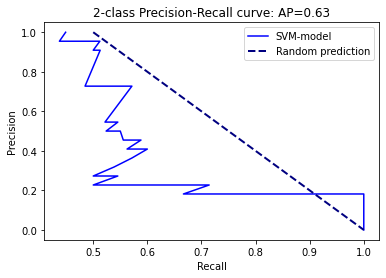 2-class Precision-Recall curve: AP=0.63
SVM-model
Random prediction
Precision
1.0
0.8
0.6
0.4
0.2
0.0
0.5
0.6
0.7
0.8
0.9
1.0
Recall